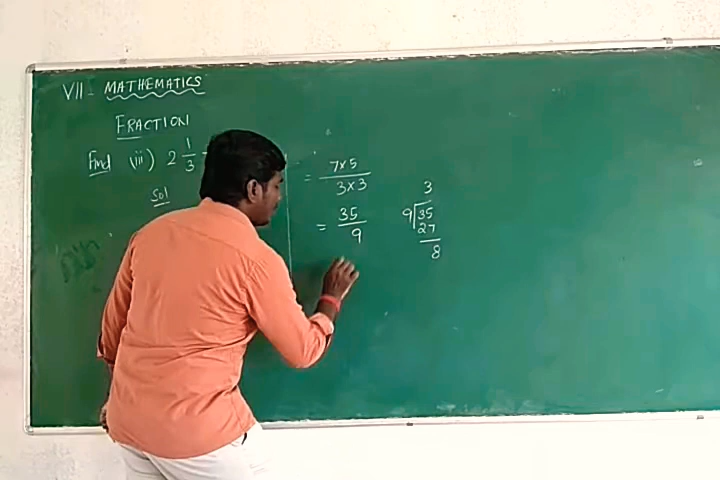 VII - MATHEMATICS
FRACTION
Find (iii) 2 1/3
Sol
= 7×5 / 3×3
= 35 / 9
3
9 35
27
8